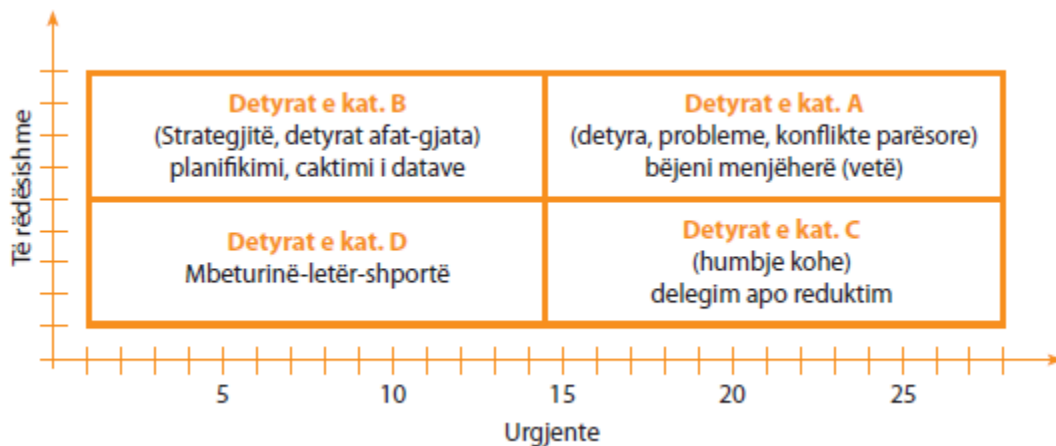 Të rëdësishme
Detyrat e kat. B
(Strategjitë, detyrat afat-gjata)
planifikimi, caktimi i datave
Detyrat e kat. A
(detyra, probleme, konflikte parësore)
bëjeni menjëherë (vetë)
Detyrat e kat. D
Mbeturinë-letër-shportë
Detyrat e kat. C
(humbje kohe)
delegim apo reduktim
5 10 15 20 25
Urgjente